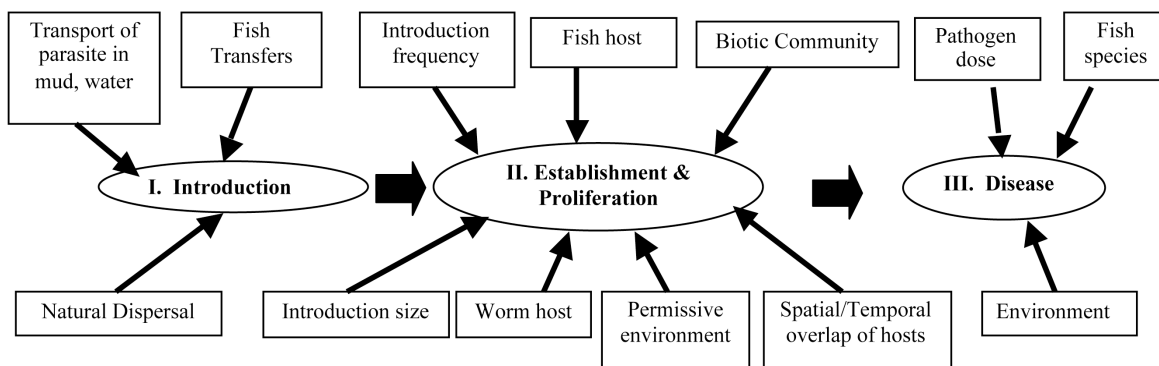 Transport of
parasite in
mud, water
Fish
Transfers
Introduction
frequency
Fish host
Biotic Community
Pathogen
dose
Fish
species
I. Introduction
II. Establishment &
Proliferation
III. Disease
Natural Dispersal
Introduction size
Worm host
Permissive
environment
Spatial/Temporal
overlap of hosts
Environment